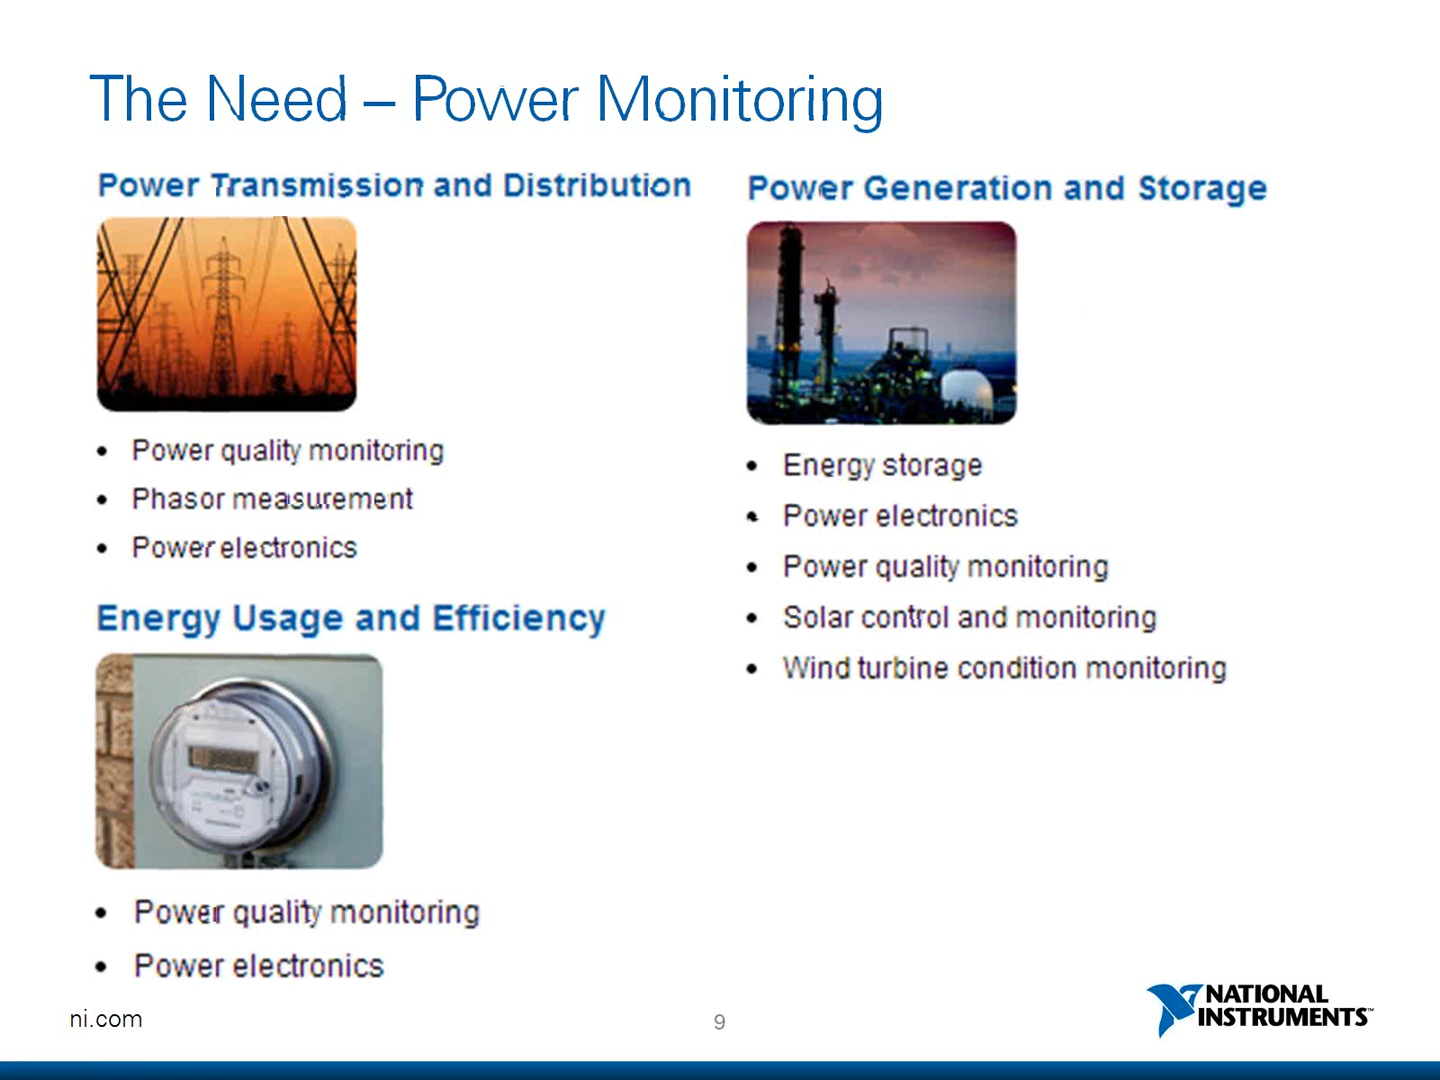 The Need – Power Monitoring
Power Transmission and Distribution
• Power quality monitoring
• Phasor measurement
• Power electronics
Energy Usage and Efficiency
• Power quality monitoring
• Power electronics
Power Generation and Storage
• Energy storage
• Power electronics
• Power quality monitoring
• Solar control and monitoring
• Wind turbine condition monitoring
ni.com
9
NATIONAL
INSTRUMENTS™